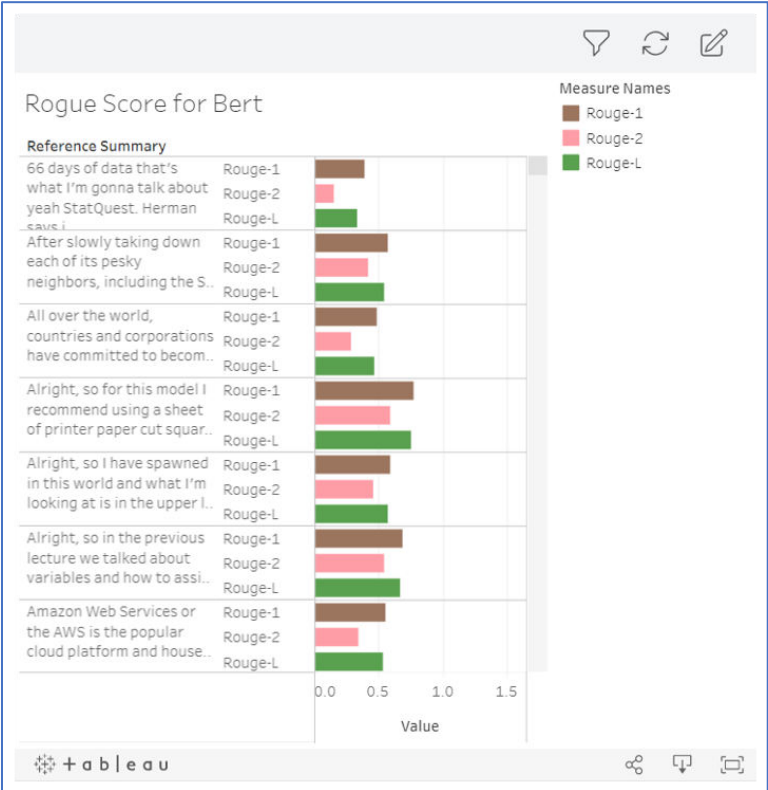 Rogue Score for Bert
Measure Names
Rouge-1
Rouge-2
Rouge-L
Reference Summary
66 days of data that's
what I'm gonna talk about
yeah StatQuest. Herman
says i
Rouge-1
Rouge-2
Rouge-L
After slowly taking down
each of its pesky
neighbors, including the S..
Rouge-1
Rouge-2
Rouge-L
All over the world,
countries and corporations
have committed to becom..
Rouge-1
Rouge-2
Rouge-L
Alright, so for this model I
recommend using a sheet
of printer paper cut squar..
Rouge-1
Rouge-2
Rouge-L
Alright, so I have spawned
in this world and what I'm
looking at is in the upper l..
Rouge-1
Rouge-2
Rouge-L
Alright, so in the previous
lecture we talked about
variables and how to assi..
Rouge-1
Rouge-2
Rouge-L
Amazon Web Services or
the AWS is the popular
cloud platform and house..
Rouge-1
Rouge-2
Rouge-L
0.0 0.5 1.0 1.5
Value
+ a b | e a u